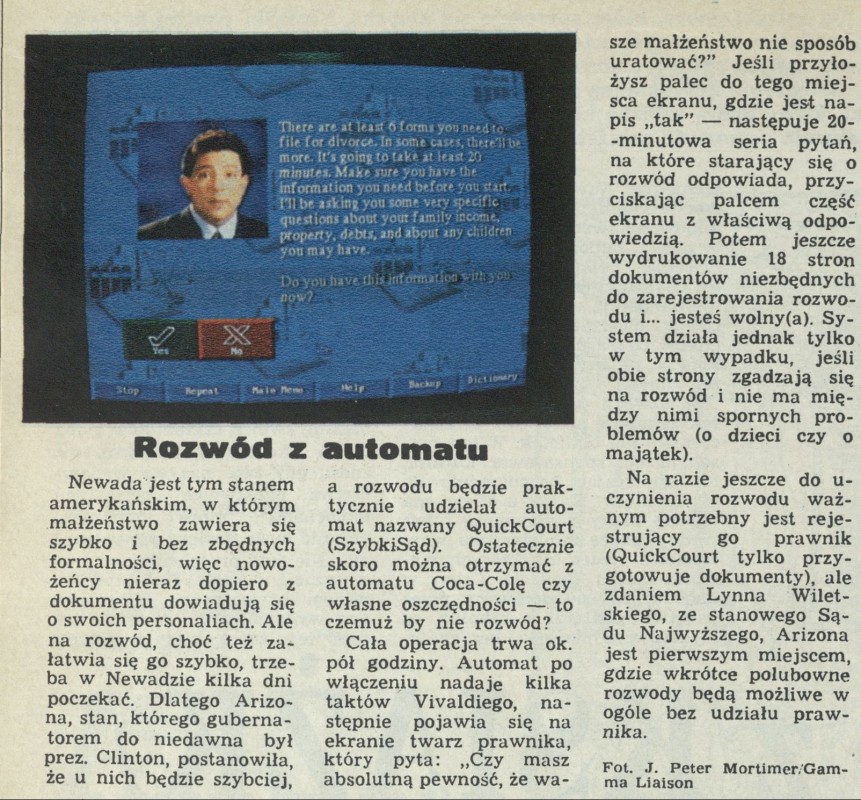 There are at least 6 forms you need to
file for divorce. In some cases, there'll be
more. It's going to take at least 20
minutes. Make sure you have the
information you need before you start.
I'll be asking you some very specific
questions about your family income,
property, debts, and about any children
you may have.
Do you have this information with you
now?
Yes
No
Stop
Repeat
Main Menu
Help
Backup
Dictionary
Rozwód z automatu
Newada jest tym stanem
amerykańskim, w którym
małżeństwo zawiera się
szybko i bez zbędnych
formalności, więc nowo-
żeńcy nieraz dopiero z
dokumentu dowiadują się
o swoich personaliach. Ale
na rozwód, choć też za-
łatwia się go szybko, trze-
ba w Newadzie kilka dni
poczekać. Dlatego Arizo-
na, stan, którego guberna-
torem do niedawna był
prez. Clinton, postanowiła,
że u nich będzie szybciej,
a rozwodu będzie prak-
tycznie udzielał auto-
mat nazwany QuickCourt
(SzybkiSąd). Ostatecznie
skoro można otrzymać z
automatu Coca-Colę czy
własne oszczędności — to
czemuż by nie rozwód?
Cała operacja trwa ok.
pół godziny. Automat po
włączeniu nadaje kilka
taktów Vivaldiego, na-
stępnie pojawia się na
ekranie twarz prawnika,
który pyta: „Czy masz
absolutną pewność, że wa-
sze małżeństwo nie sposób
uratować?" Jeśli przyło-
żysz palec do tego miej-
sca ekranu, gdzie jest na-
pis „tak" — następuje 20-
-minutowa seria pytań,
na które starający się o
rozwód odpowiada, przy-
ciskając palcem część
ekranu z właściwą odpo-
wiedzią. Potem jeszcze
wydrukowanie 18 stron
dokumentów niezbędnych
do zarejestrowania rozwo-
du i... jesteś wolny(a). Sy-
stem działa jednak tylko
w tym wypadku, jeśli
obie strony zgadzają się
na rozwód i nie ma mię-
dzy nimi spornych pro-
blemów (o dzieci czy o
majątek).
Na razie jeszcze do u-
czynienia rozwodu waż-
nym potrzebny jest reje-
strujący go prawnik
(QuickCourt tylko przy-
gotowuje dokumenty), ale
zdaniem Lynna Wilet-
skiego, ze stanowego Są-
du Najwyższego, Arizona
jest pierwszym miejscem,
gdzie wkrótce polubowne
rozwody będą możliwe w
ogóle bez udziału praw-
nika.
Fot. J. Peter Mortimer/Gam-
ma Liaison